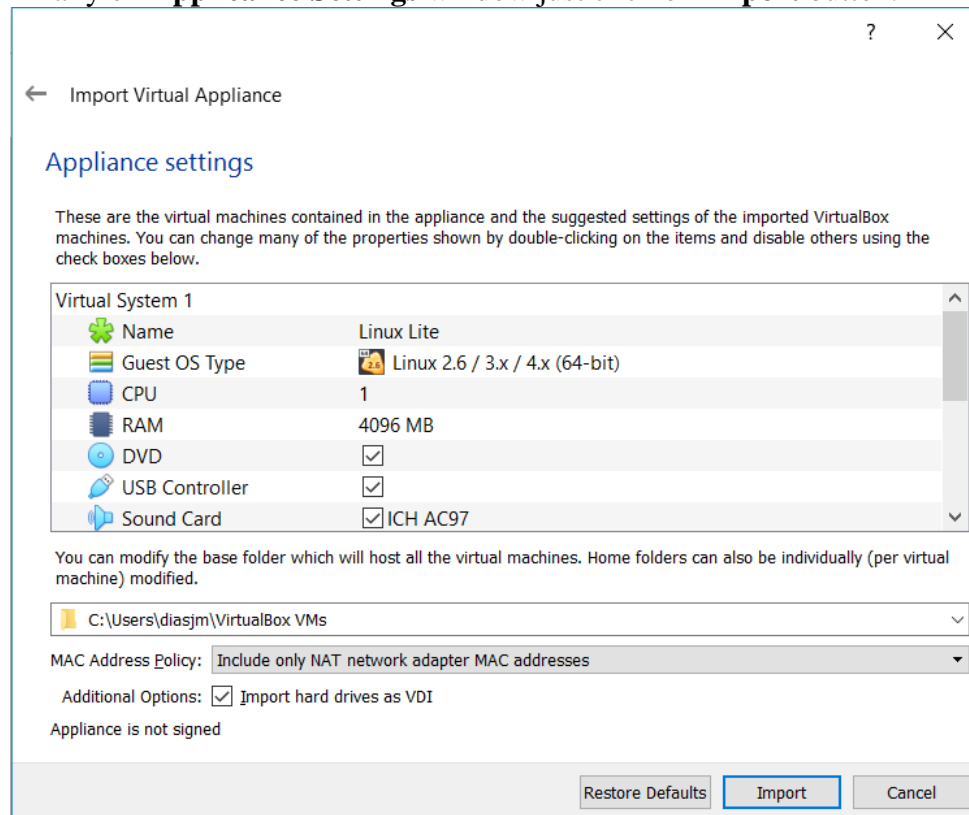 ?
Import Virtual Appliance
Appliance settings
These are the virtual machines contained in the appliance and the suggested settings of the imported VirtualBox
machines. You can change many of the properties shown by double-clicking on the items and disable others using the
check boxes below.
Virtual System 1
Name Linux Lite
Guest OS Type 2.6 Linux 2.6 / 3.x / 4.x (64-bit)
CPU 1
RAM 4096 MB
DVD
USB Controller
Sound Card ICH AC97
You can modify the base folder which will host all the virtual machines. Home folders can also be individually (per virtual
machine) modified.
C:\Users\diasjm\VirtualBox VMs
MAC Address Policy: Include only NAT network adapter MAC addresses
Additional Options: Import hard drives as VDI
Appliance is not signed
Restore Defaults Import Cancel